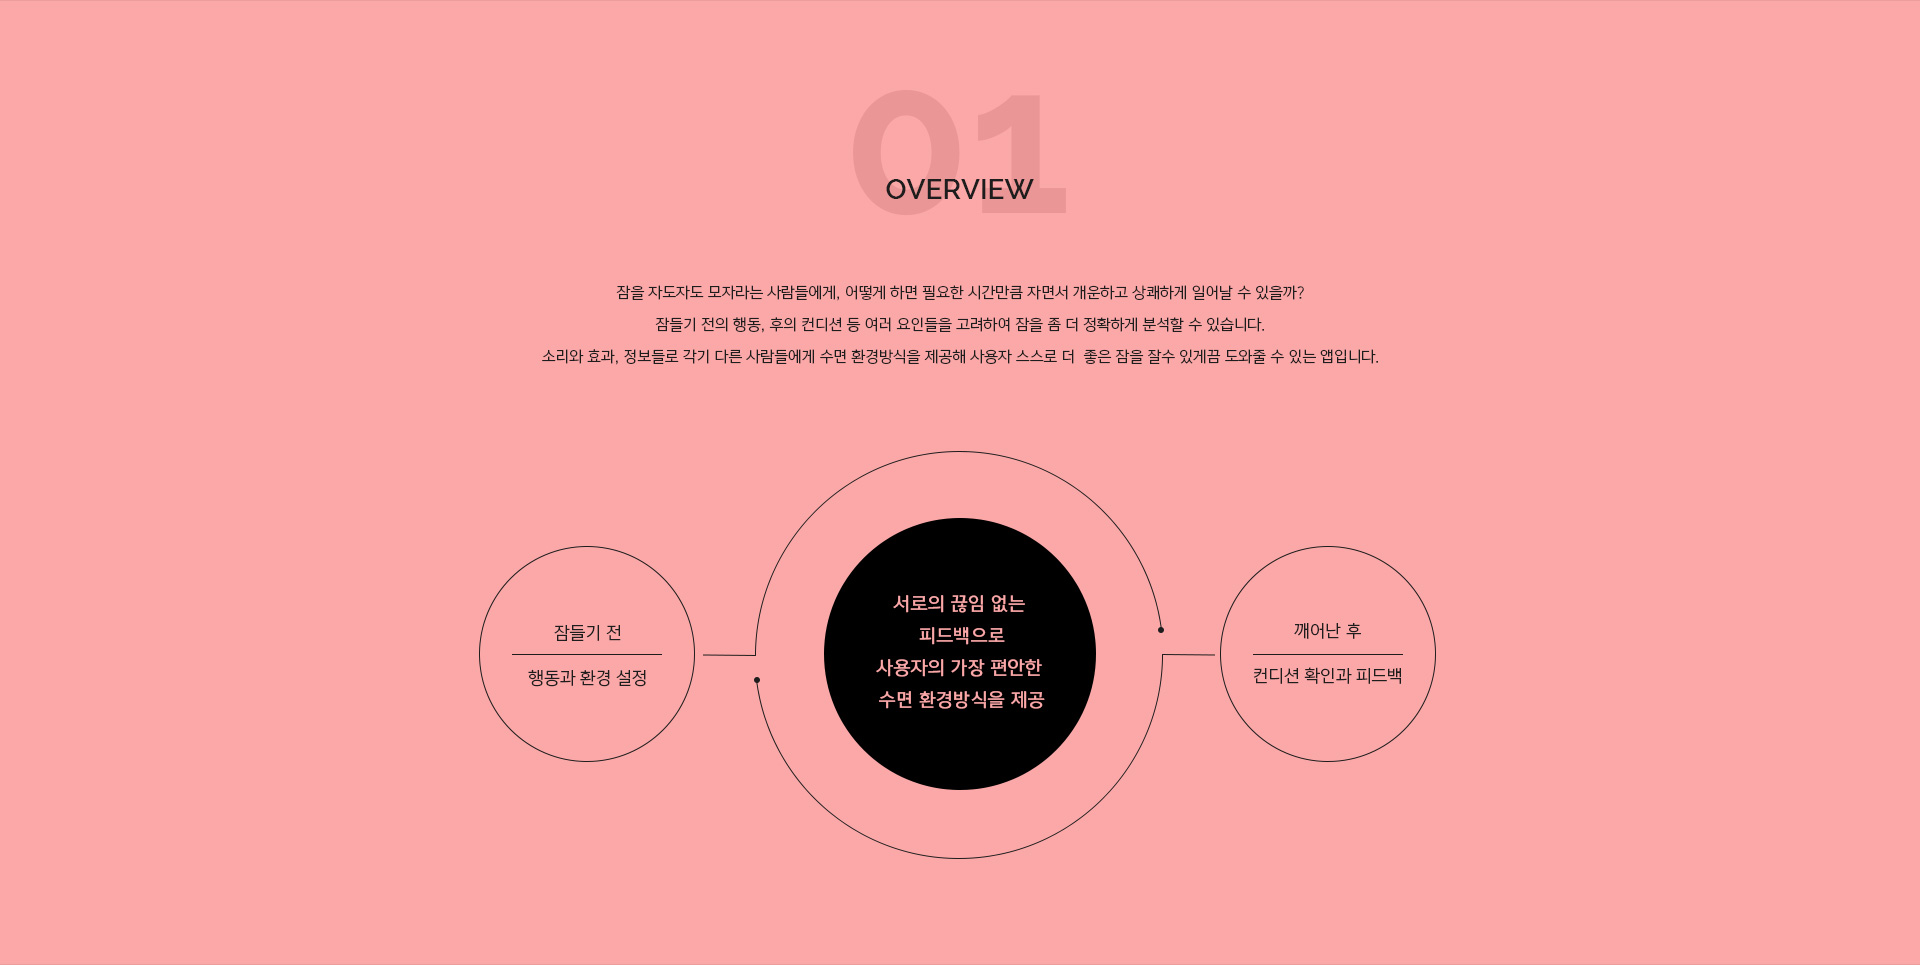 01
OVERVIEW
잠을 자도자도 모자라는 사람들에게, 어떻게 하면 필요한 시간만큼 자면서 개운하고 상쾌하게 일어날 수 있을까?
잠들기 전의 행동, 후의 컨디션 등 여러 요인들을 고려하여 잠을 좀 더 정확하게 분석할 수 있습니다.
소리와 효과, 정보들로 각기 다른 사람들에게 수면 환경방식을 제공해 사용자 스스로 더 좋은 잠을 잘수 있게끔 도와줄 수 있는 앱입니다.
잠들기 전
행동과 환경 설정
서로의 끊임 없는
피드백으로
사용자의 가장 편안한
수면 환경방식을 제공
깨어난 후
컨디션 확인과 피드백